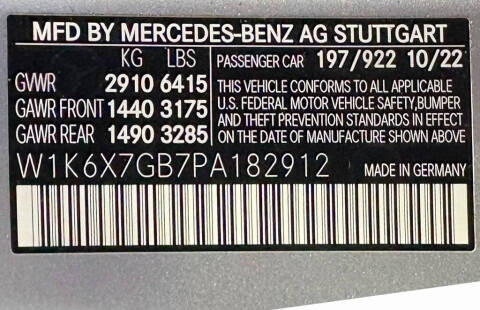 MFD BY MERCEDES-BENZ AG STUTTGART
KG LBS PASSENGER CAR 197/922 10/22
GVWR 2910 6415
GAWR FRONT 1440 3175
GAWR REAR 1490 3285
THIS VEHICLE CONFORMS TO ALL APPLICABLE
U.S. FEDERAL MOTOR VEHICLE SAFETY,BUMPER
AND THEFT PREVENTION STANDARDS IN EFFECT
ON THE DATE OF MANUFACTURE SHOWN ABOVE
W1K6X7GB7PA182912 MADE IN GERMANY